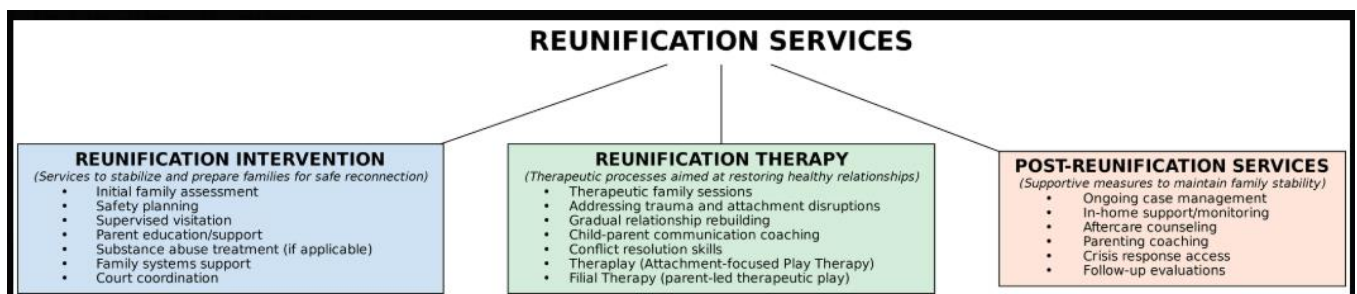 REUNIFICATION SERVICES
REUNIFICATION INTERVENTION
(Services to stabilize and prepare families for safe reconnection)
• Initial family assessment
• Safety planning
• Supervised visitation
• Parent education/support
• Substance abuse treatment (if applicable)
• Family systems support
• Court coordination
REUNIFICATION THERAPY
(Therapeutic processes aimed at restoring healthy relationships)
• Therapeutic family sessions
• Addressing trauma and attachment disruptions
• Gradual relationship rebuilding
• Child-parent communication coaching
• Conflict resolution skills
• Theraplay (Attachment-focused Play Therapy)
• Filial Therapy (parent-led therapeutic play)
POST-REUNIFICATION SERVICES
(Supportive measures to maintain family stability)
• Ongoing case management
• In-home support/monitoring
• Aftercare counseling
• Parenting coaching
• Crisis response access
• Follow-up evaluations